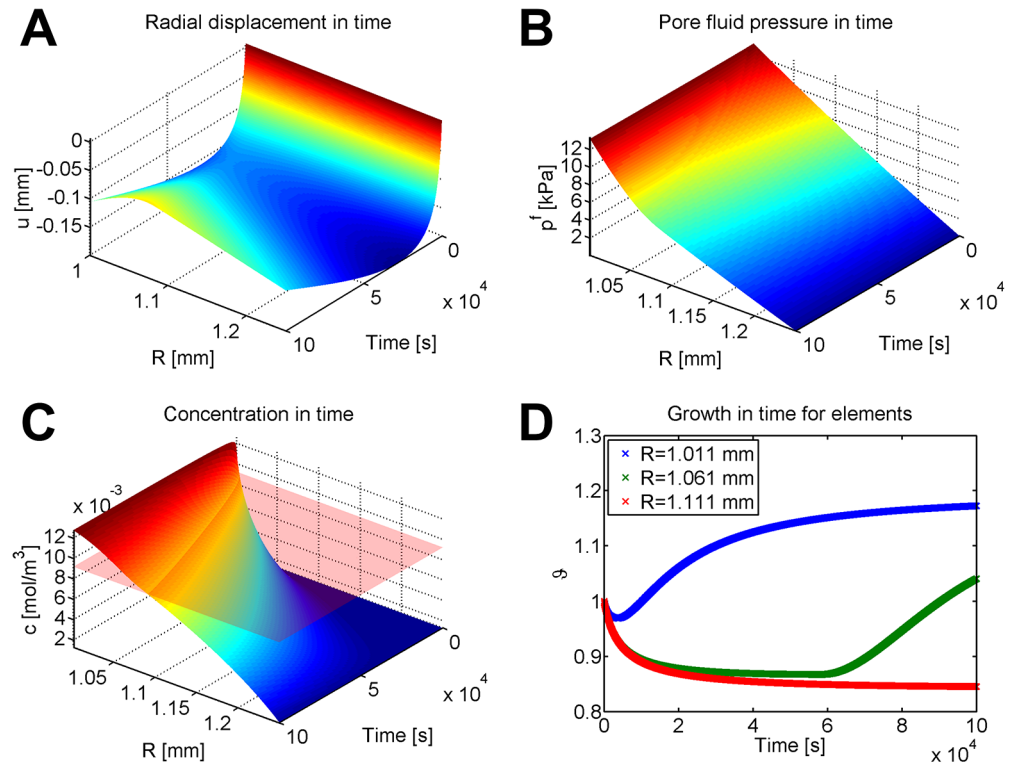 A
Radial displacement in time
0
-0.05
-0.1
-0.15
u [mm]
1
1.1
1.2
R [mm]
0
5
10
x 10^4
Time [s]
B
Pore fluid pressure in time
12
10
8
6
4
2
p^f [kPa]
1.05
1.1
1.15
1.2
R [mm]
0
5
10
x 10^4
Time [s]
C
Concentration in time
x 10^-3
12
10
8
6
4
2
c [mol/m^3]
1.05
1.1
1.15
1.2
R [mm]
0
5
10
x 10^4
Time [s]
D
Growth in time for elements
1.3
1.2
1.1
1
0.9
0.8
ϑ
R=1.011 mm
R=1.061 mm
R=1.111 mm
0 2 4 6 8 10
Time [s]
x 10^4